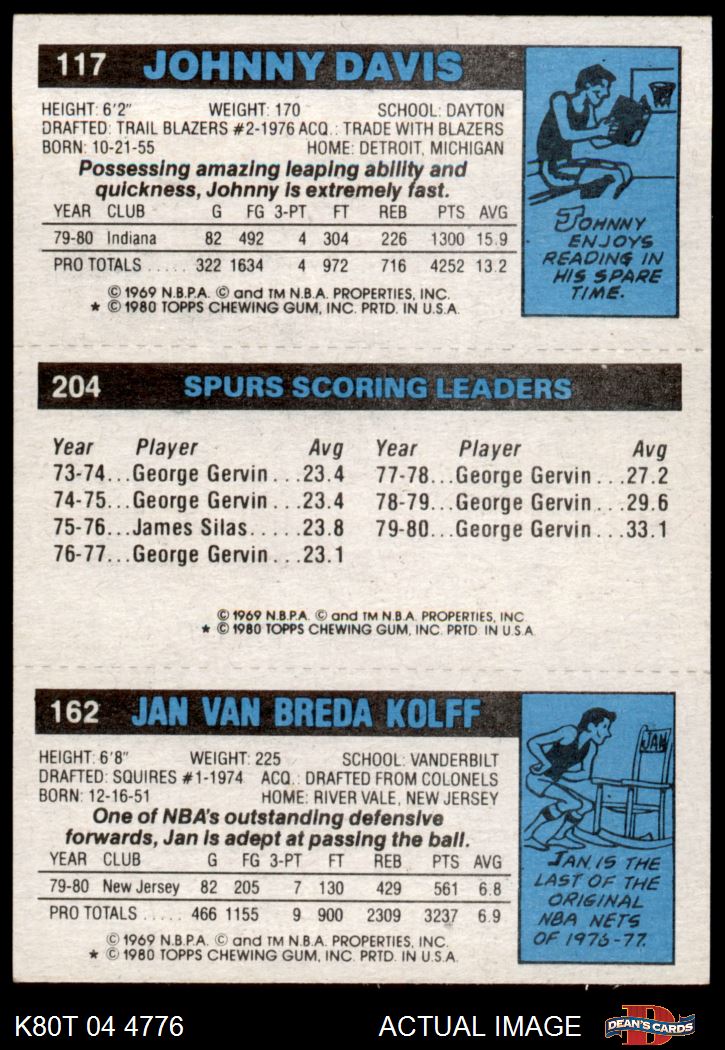 117 JOHNNY DAVIS
HEIGHT: 6'2" WEIGHT: 170 SCHOOL: DAYTON
DRAFTED: TRAIL BLAZERS #2-1976 ACQ.: TRADE WITH BLAZERS
BORN: 10-21-55 HOME: DETROIT, MICHIGAN
Possessing amazing leaping ability and
quickness, Johnny is extremely fast.
YEAR CLUB G FG 3-PT FT REB PTS AVG
79-80 Indiana 82 492 4 304 226 1300 15.9
PRO TOTALS ..... 322 1634 4 972 716 4252 13.2
© 1969 N.B.P.A. © and TM N.B.A. PROPERTIES, INC.
★ © 1980 TOPPS CHEWING GUM, INC. PRTD. IN U.S.A.
JOHNNY
ENJOYS
READING IN
HIS SPARE
TIME.
204 SPURS SCORING LEADERS
Year Player Avg Year Player Avg
73-74...George Gervin...23.4 77-78...George Gervin...27.2
74-75...George Gervin...23.4 78-79...George Gervin...29.6
75-76...James Silas.....23.8 79-80...George Gervin...33.1
76-77...George Gervin...23.1
© 1969 N.B.P.A. © and TM N.B.A. PROPERTIES, INC
★ © 1980 TOPPS CHEWING GUM, INC. PRTD. IN U.S.A.
162 JAN VAN BREDA KOLFF
HEIGHT: 6'8" WEIGHT: 225 SCHOOL: VANDERBILT
DRAFTED: SQUIRES #1-1974 ACQ.: DRAFTED FROM COLONELS
BORN: 12-16-51 HOME: RIVER VALE, NEW JERSEY
One of NBA's outstanding defensive
forwards, Jan is adept at passing the ball.
YEAR CLUB G FG 3-PT FT REB PTS AVG
79-80 New Jersey 82 205 7 130 429 561 6.8
PRO TOTALS ..... 466 1155 9 900 2309 3237 6.9
© 1969 N.B.P.A. © and TM N.B.A. PROPERTIES, INC.
★ © 1980 TOPPS CHEWING GUM, INC. PRTD. IN U.S.A.
JAN
JAN IS THE
LAST OF THE
ORIGINAL
NBA NETS
OF 1976-77.
K80T 04 4776 ACTUAL IMAGE
D
DEAN'S CARDS